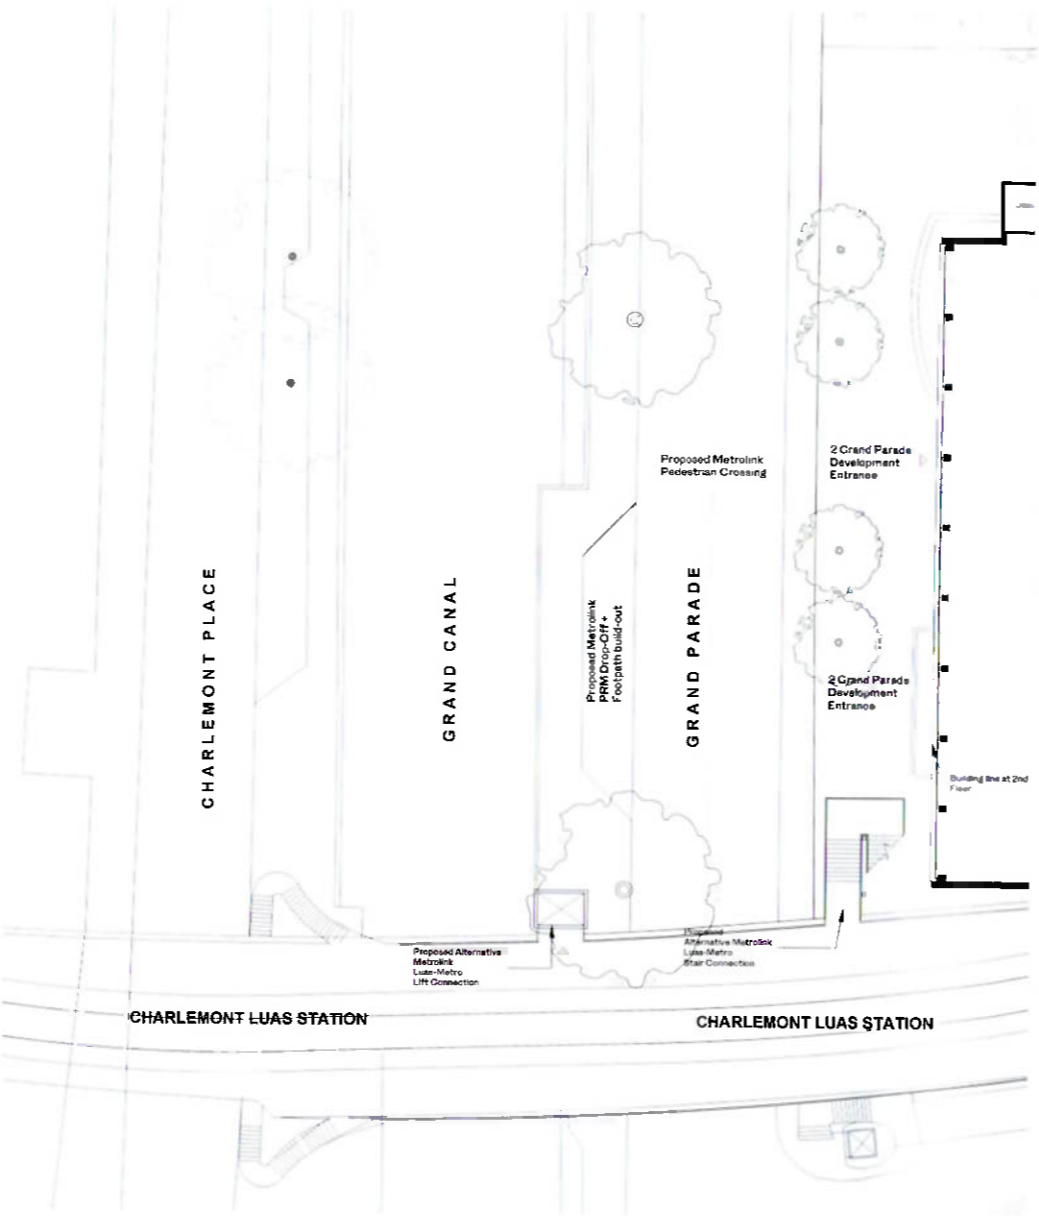 Proposed Metrolink
Pedestrian Crossing
2 Grand Parade
Development
Entrance
CHARLEMONT PLACE
GRAND CANAL
Proposed Metrolink
PRM Drop-Off +
Footpath build-out
GRAND PARADE
2 Grand Parade
Development
Entrance
Building line at 2nd
Floor
Proposed Alternative
Metrolink
Luas-Metro
Lift Connection
Proposed
Alternative Metrolink
Luas-Metro
Stair Connection
CHARLEMONT LUAS STATION
CHARLEMONT LUAS STATION